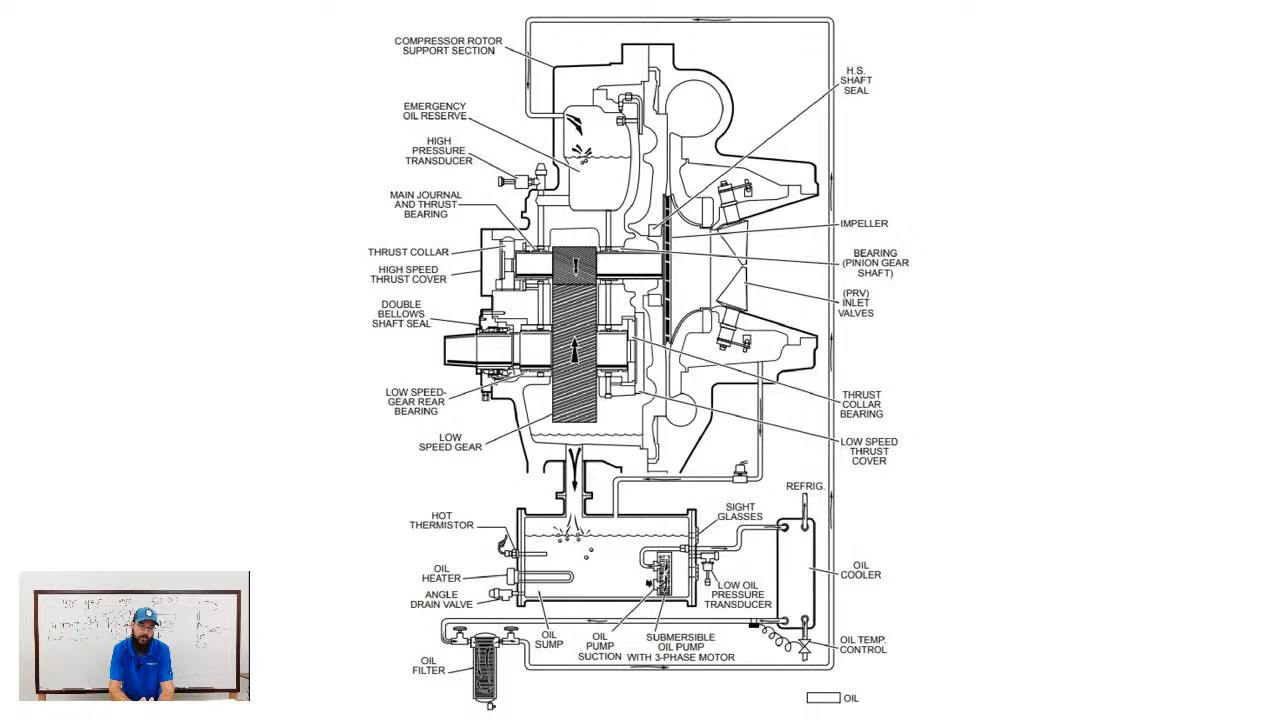 COMPRESSOR ROTOR
SUPPORT SECTION
H.S.
SHAFT
SEAL
EMERGENCY
OIL RESERVE
HIGH
PRESSURE
TRANSDUCER
MAIN JOURNAL
AND THRUST
BEARING
IMPELLER
THRUST COLLAR
BEARING
(PINION GEAR
SHAFT)
HIGH SPEED
THRUST COVER
(PRV)
INLET
VALVES
DOUBLE
BELLOWS
SHAFT SEAL
LOW SPEED-
GEAR REAR
BEARING
THRUST
COLLAR
BEARING
LOW
SPEED GEAR
LOW SPEED
THRUST
COVER
REFRIG.
HOT
THERMISTOR
SIGHT
GLASSES
OIL
HEATER
OIL
COOLER
ANGLE
DRAIN VALVE
LOW OIL
PRESSURE
TRANSDUCER
OIL
SUMP
OIL
PUMP
SUCTION
SUBMERSIBLE
OIL PUMP
WITH 3-PHASE MOTOR
OIL TEMP.
CONTROL
OIL
FILTER
OIL